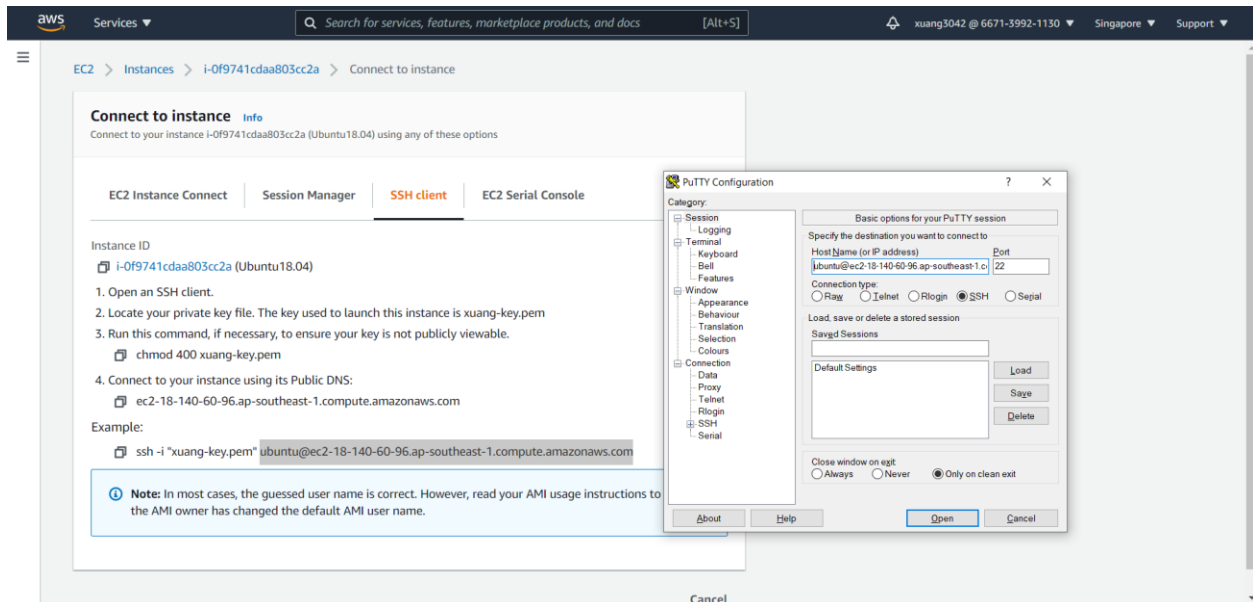 aws
Services ▼
Search for services, features, marketplace products, and docs
[Alt+S]
xuang3042 @ 6671-3992-1130 ▼
Singapore ▼
Support ▼
EC2 > Instances > i-0f9741cdaa803cc2a > Connect to instance
Connect to instance Info
Connect to your instance i-0f9741cdaa803cc2a (Ubuntu18.04) using any of these options
EC2 Instance Connect
Session Manager
SSH client
EC2 Serial Console
Instance ID
i-0f9741cdaa803cc2a (Ubuntu18.04)
1. Open an SSH client.
2. Locate your private key file. The key used to launch this instance is xuang-key.pem
3. Run this command, if necessary, to ensure your key is not publicly viewable.
chmod 400 xuang-key.pem
4. Connect to your instance using its Public DNS:
ec2-18-140-60-96.ap-southeast-1.compute.amazonaws.com
Example:
ssh -i "xuang-key.pem" ubuntu@ec2-18-140-60-96.ap-southeast-1.compute.amazonaws.com
Note: In most cases, the guessed user name is correct. However, read your AMI usage instructions to
the AMI owner has changed the default AMI user name.
Cancel
PuTTY Configuration
? X
Category:
Session
Logging
Terminal
Keyboard
Bell
Features
Window
Appearance
Behaviour
Translation
Selection
Colours
Connection
Data
Proxy
Telnet
Rlogin
SSH
Serial
Basic options for your PuTTY session
Specify the destination you want to connect to
Host Name (or IP address)
Port
ubuntu@ec2-18-140-60-96.ap-southeast-1.c
22
Connection type:
Raw
Telnet
Rlogin
SSH
Serial
Load, save or delete a stored session
Saved Sessions
Default Settings
Load
Save
Delete
Close window on exit
Always
Never
Only on clean exit
About
Help
Open
Cancel